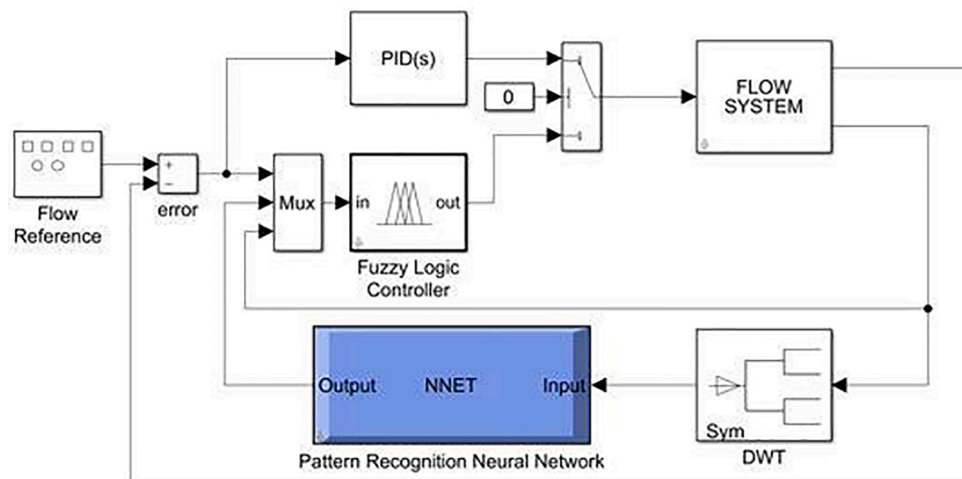 PID(s)
0
FLOW
SYSTEM
+
−
error
Flow
Reference
Mux
in
out
Fuzzy Logic
Controller
Output
NNET
Input
Pattern Recognition Neural Network
Sym
DWT